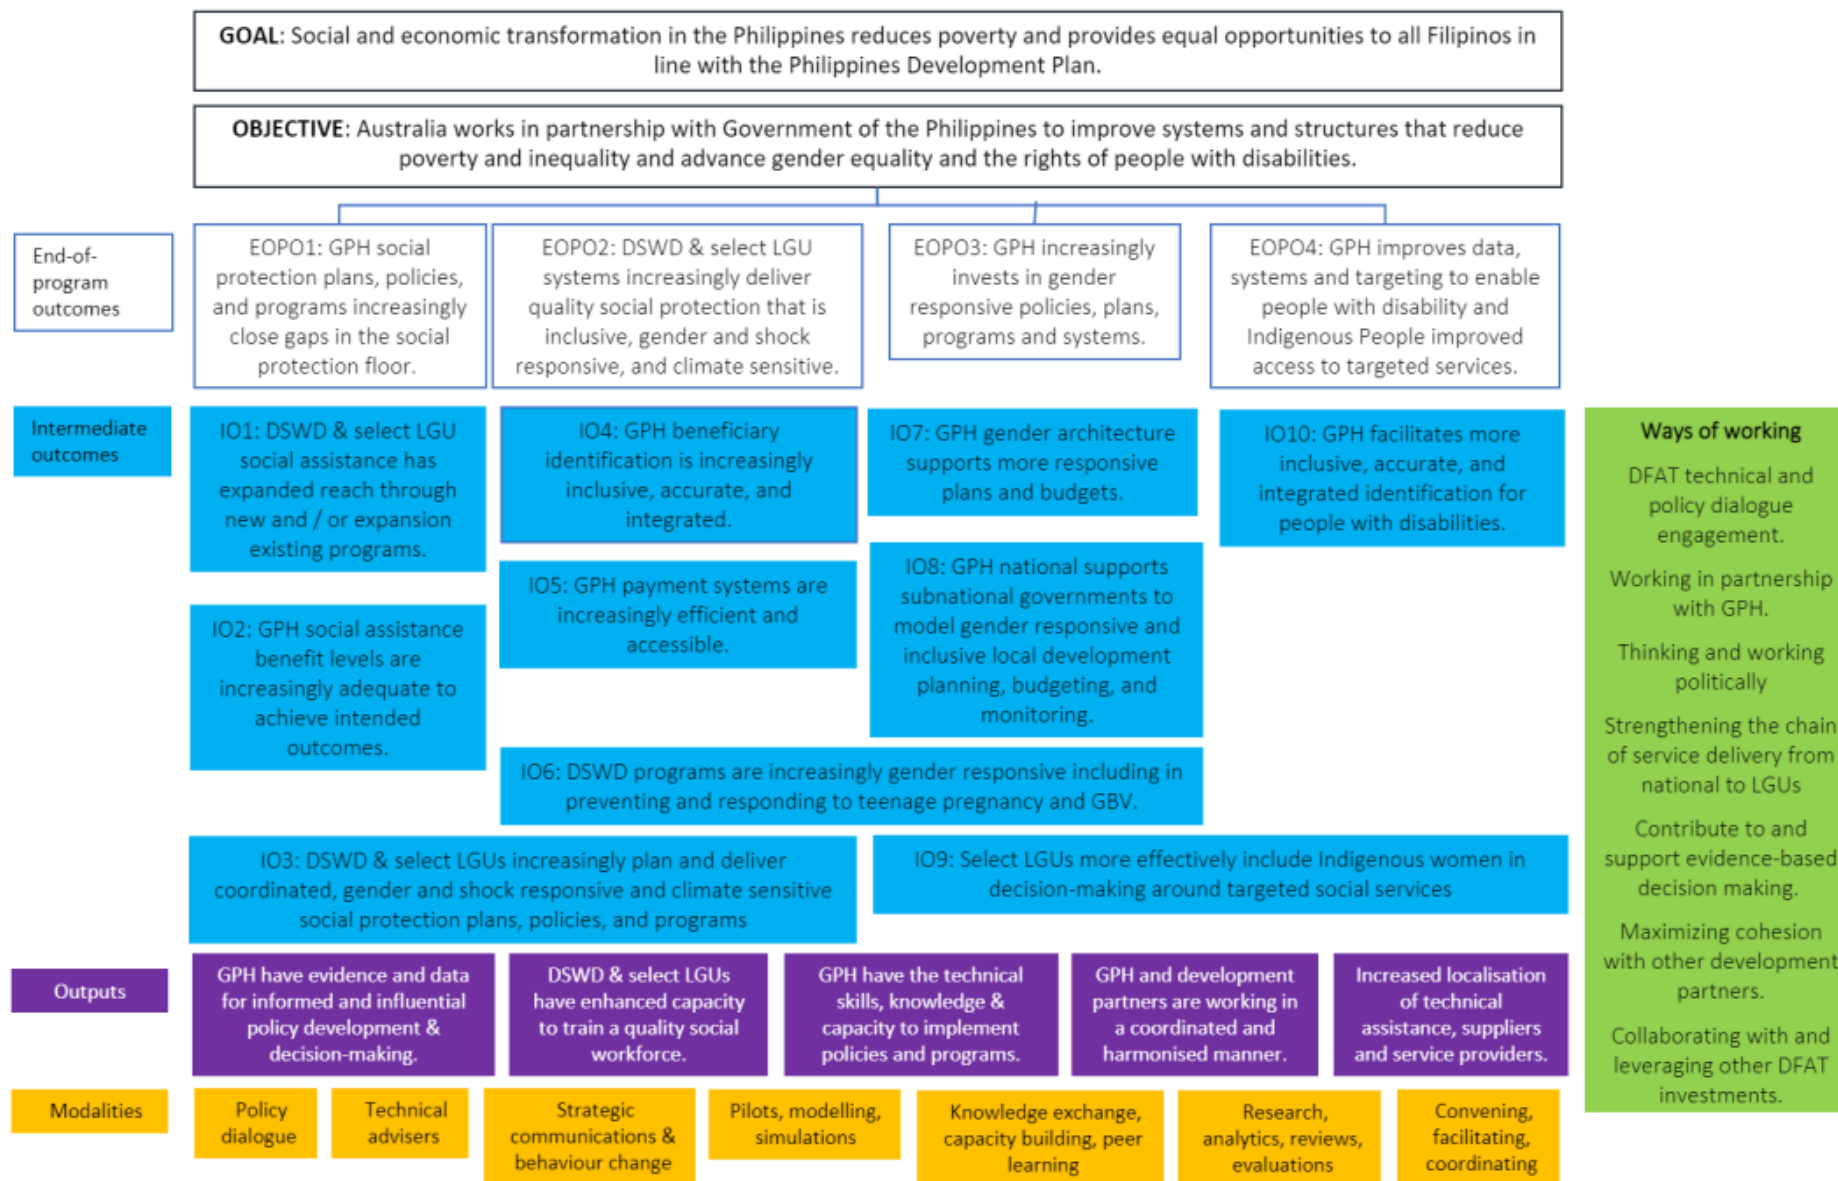 GOAL: Social and economic transformation in the Philippines reduces poverty and provides equal opportunities to all Filipinos in
line with the Philippines Development Plan.
OBJECTIVE: Australia works in partnership with Government of the Philippines to improve systems and structures that reduce
poverty and inequality and advance gender equality and the rights of people with disabilities.
End-of-
program
outcomes
EOPO1: GPH social
protection plans, policies,
and programs increasingly
close gaps in the social
protection floor.
EOPO2: DSWD & select LGU
systems increasingly deliver
quality social protection that is
inclusive, gender and shock
responsive, and climate sensitive.
EOPO3: GPH increasingly
invests in gender
responsive policies, plans,
programs and systems.
EOPO4: GPH improves data,
systems and targeting to enable
people with disability and
Indigenous People improved
access to targeted services.
Intermediate
outcomes
IO1: DSWD & select LGU
social assistance has
expanded reach through
new and / or expansion
existing programs.
IO2: GPH social assistance
benefit levels are
increasingly adequate to
achieve intended
outcomes.
IO4: GPH beneficiary
identification is increasingly
inclusive, accurate, and
integrated.
IO5: GPH payment systems are
increasingly efficient and
accessible.
IO7: GPH gender architecture
supports more responsive
plans and budgets.
IO8: GPH national supports
subnational governments to
model gender responsive and
inclusive local development
planning, budgeting, and
monitoring.
IO10: GPH facilitates more
inclusive, accurate, and
integrated identification for
people with disabilities.
IO6: DSWD programs are increasingly gender responsive including in
preventing and responding to teenage pregnancy and GBV.
IO3: DSWD & select LGUs increasingly plan and deliver
coordinated, gender and shock responsive and climate sensitive
social protection plans, policies, and programs
IO9: Select LGUs more effectively include Indigenous women in
decision-making around targeted social services
Ways of working
DFAT technical and
policy dialogue
engagement.
Working in partnership
with GPH.
Thinking and working
politically
Strengthening the chain
of service delivery from
national to LGUs
Contribute to and
support evidence-based
decision making.
Maximizing cohesion
with other development
partners.
Collaborating with and
leveraging other DFAT
investments.
Outputs
GPH have evidence and data
for informed and influential
policy development &
decision-making.
DSWD & select LGUs
have enhanced capacity
to train a quality social
workforce.
GPH have the technical
skills, knowledge &
capacity to implement
policies and programs.
GPH and development
partners are working in
a coordinated and
harmonised manner.
Increased localisation
of technical
assistance, suppliers
and service providers.
Modalities
Policy
dialogue
Technical
advisers
Strategic
communications &
behaviour change
Pilots, modelling,
simulations
Knowledge exchange,
capacity building, peer
learning
Research,
analytics, reviews,
evaluations
Convening,
facilitating,
coordinating